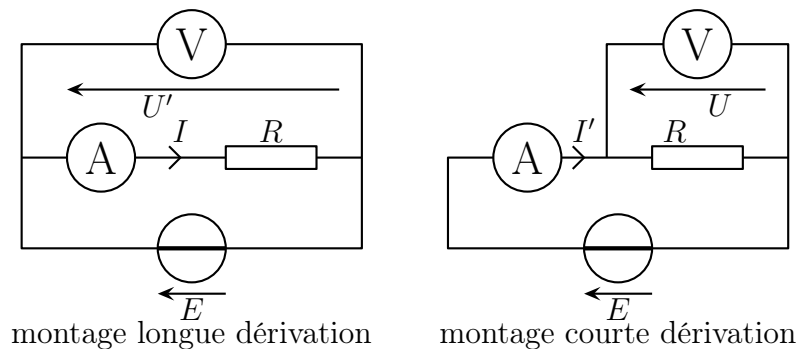 V V
U′ U
I I′
A R A R
E E
montage longue dérivation montage courte dérivation